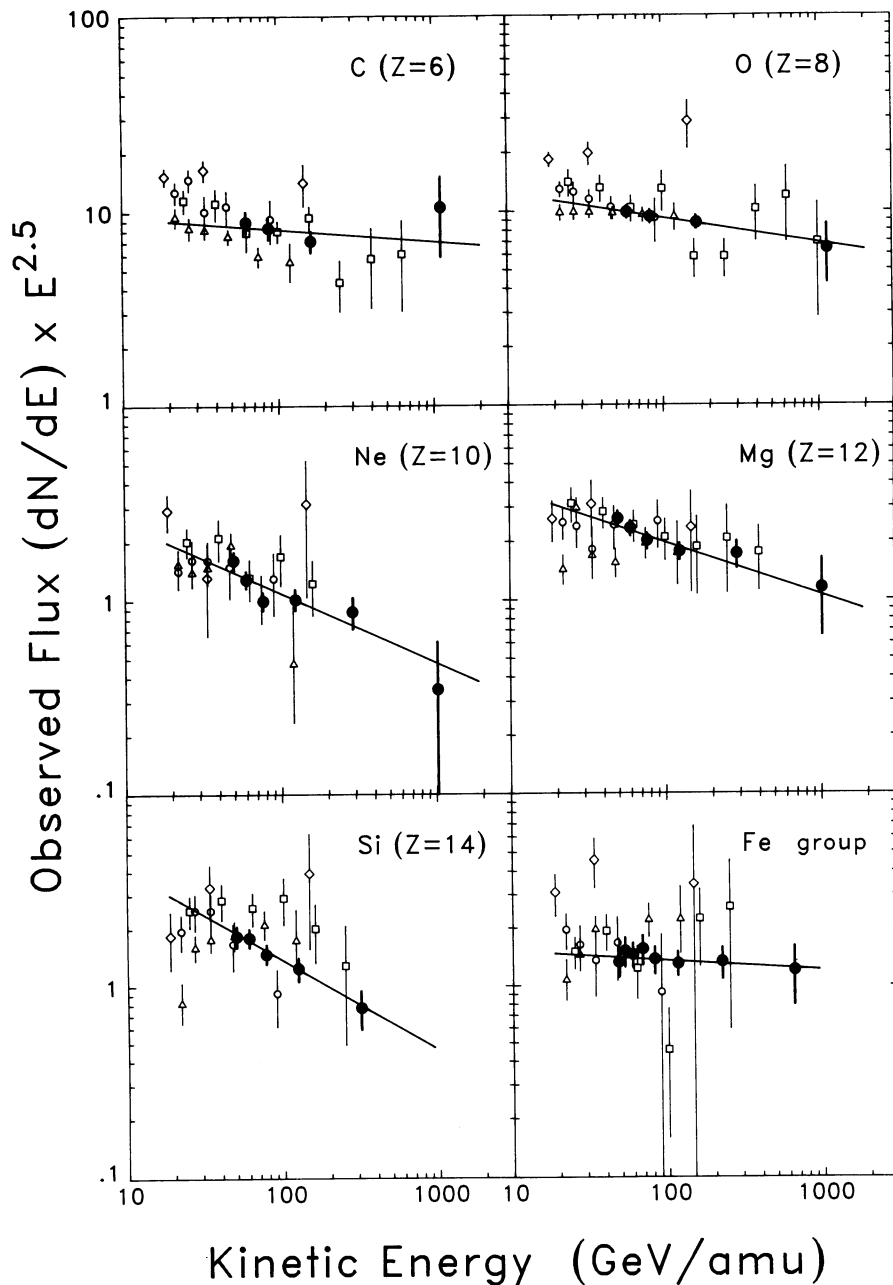 Observed Flux (dN/dE) x E^2.5
100
10
1
C (Z=6)
O (Z=8)
1
.1
Ne (Z=10)
Mg (Z=12)
1
.1
Si (Z=14)
Fe group
10 100 1000
10 100 1000
Kinetic Energy (GeV/amu)